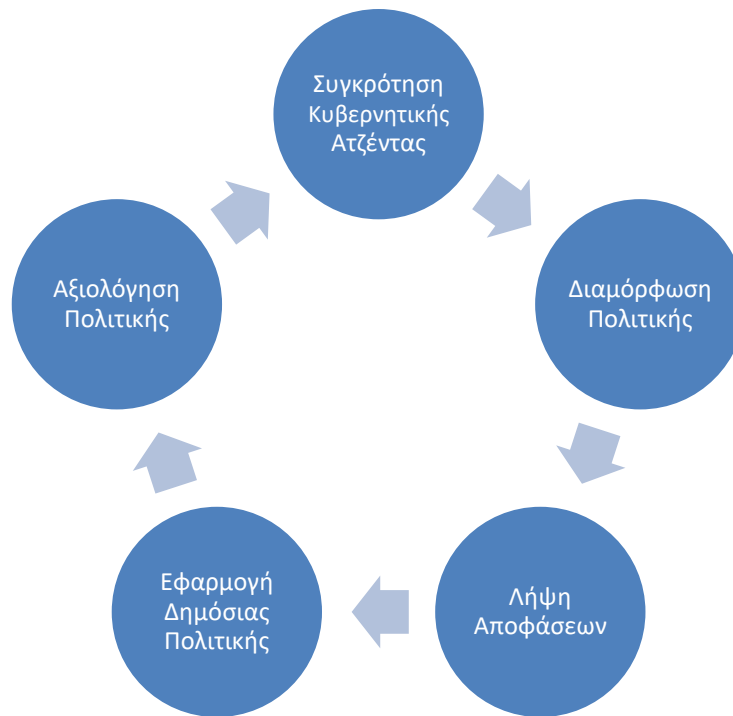 Συγκρότηση
Κυβερνητικής
Ατζέντας
Διαμόρφωση
Πολιτικής
Λήψη
Αποφάσεων
Εφαρμογή
Δημόσιας
Πολιτικής
Αξιολόγηση
Πολιτικής